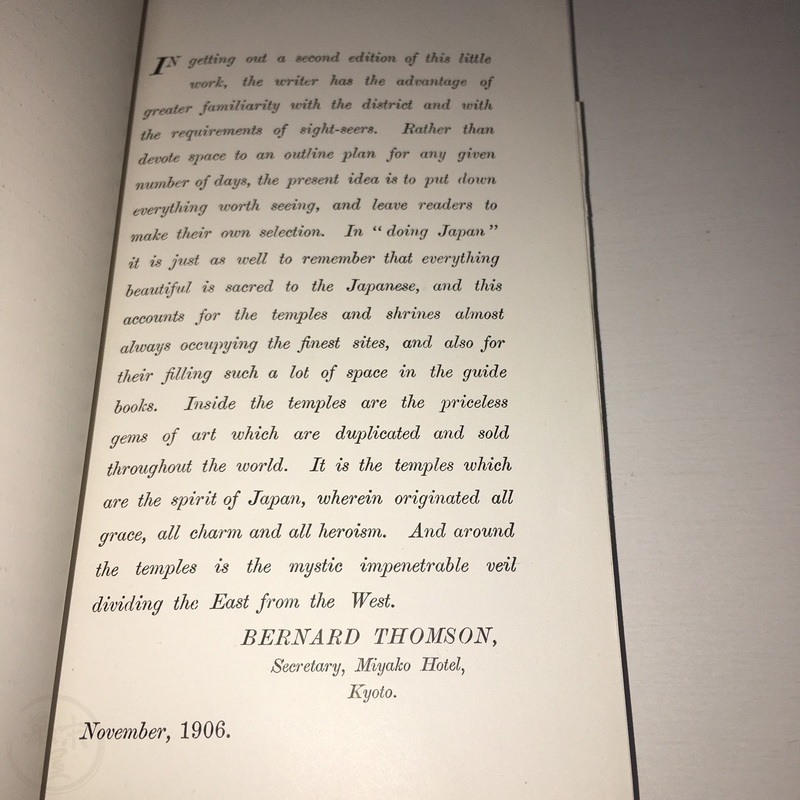 IN getting out a second edition of this little
work, the writer has the advantage of
greater familiarity with the district and with
the requirements of sight-seers. Rather than
devote space to an outline plan for any given
number of days, the present idea is to put down
everything worth seeing, and leave readers to
make their own selection. In “doing Japan”
it is just as well to remember that everything
beautiful is sacred to the Japanese, and this
accounts for the temples and shrines almost
always occupying the finest sites, and also for
their filling such a lot of space in the guide
books. Inside the temples are the priceless
gems of art which are duplicated and sold
throughout the world. It is the temples which
are the spirit of Japan, wherein originated all
grace, all charm and all heroism. And around
the temples is the mystic impenetrable veil
dividing the East from the West.
BERNARD THOMSON,
Secretary, Miyako Hotel,
Kyoto.
November, 1906.